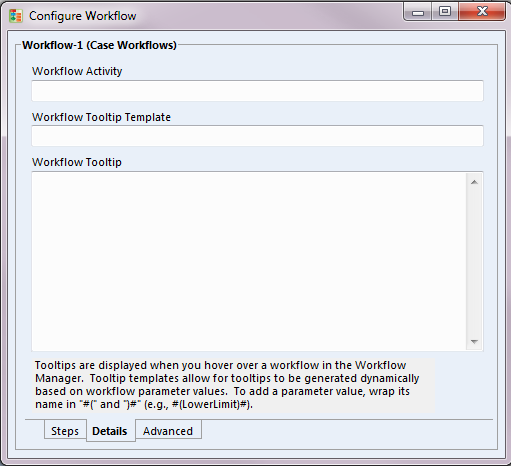 Configure Workflow
Workflow-1 (Case Workflows)
Workflow Activity
Workflow Tooltip Template
Workflow Tooltip
Tooltips are displayed when you hover over a workflow in the Workflow
Manager.  Tooltip templates allow for tooltips to be generated dynamically
based on workflow parameter values.  To add a parameter value, wrap its
name in "#(" and ")#" (e.g., #(LowerLimit)#).
Steps Details Advanced